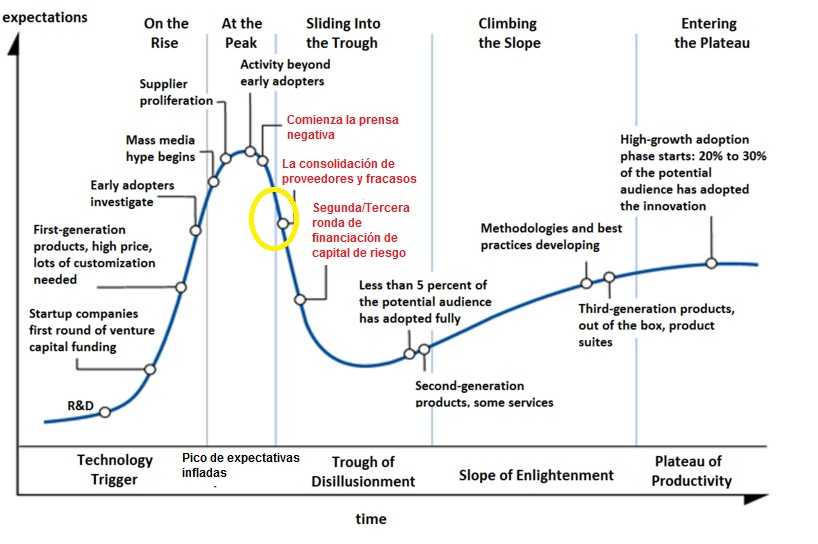 expectations
On the
Rise
At the
Peak
Sliding Into
the Trough
Climbing
the Slope
Entering
the Plateau
Activity beyond
early adopters
Supplier
proliferation
Comienza la prensa
negativa
Mass media
hype begins
High-growth adoption
phase starts: 20% to 30%
of the potential
audience has adopted
the innovation
La consolidación de
proveedores y fracasos
Early adopters
investigate
Segunda/Tercera
ronda de
financiación de
capital de riesgo
First-generation
products, high price,
lots of customization
needed
Methodologies and best
practices developing
Less than 5 percent of
the potential audience
has adopted fully
Startup companies
first round of venture
capital funding
Third-generation products,
out of the box, product
suites
Second-generation
products, some services
R&D
Technology
Trigger
Pico de expectativas
infladas
Trough of
Disillusionment
Slope of Enlightenment
Plateau of
Productivity
time